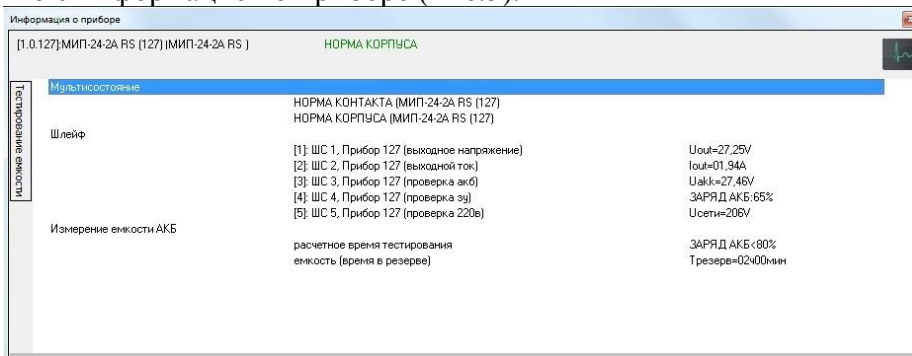 Информация о приборе
[1.0.127]:МИП-24-2А RS (127) (МИП-24-2А RS ) НОРМА КОРПУСА
Тестирование емкости
Мультисостояние
НОРМА КОНТАКТА (МИП-24-2А RS (127)
НОРМА КОРПУСА (МИП-24-2А RS (127)
Шлейф
[1]: ШС 1, Прибор 127 (выходное напряжение) Uout=27,25V
[2]: ШС 2, Прибор 127 (выходной ток) Iout=01,94A
[3]: ШС 3, Прибор 127 (проверка акб) Uakk=27,46V
[4]: ШС 4, Прибор 127 (проверка зу) ЗАРЯД АКБ:65%
[5]: ШС 5, Прибор 127 (проверка 220в) Uсети=206V
Измерение емкости АКБ
расчетное время тестирования ЗАРЯД АКБ<80%
емкость (время в резерве) Tрезерв=02ч00мин